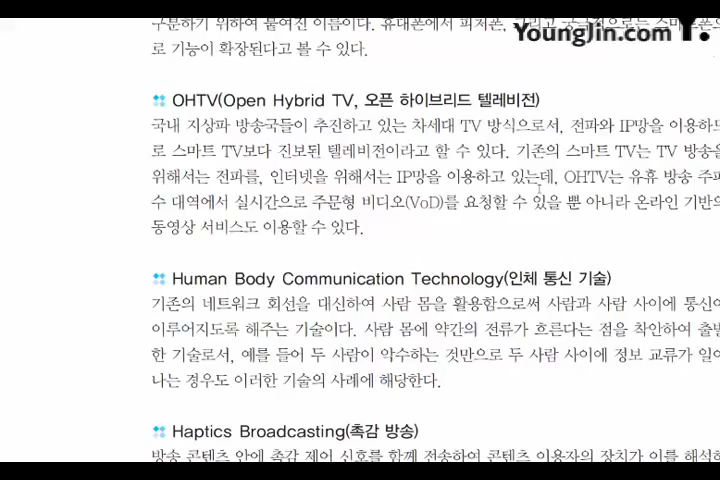 구분하기 위하여 붙여진 이름이다. 휴대폰에서 피처폰, 그리고 궁극적으로는 스마트폰으
YoungJin.com Y.
로 기능이 확장된다고 볼 수 있다.
OHTV(Open Hybrid TV, 오픈 하이브리드 텔레비전)
국내 지상파 방송국들이 추진하고 있는 차세대 TV 방식으로서, 전파와 IP망을 이용하므
로 스마트 TV보다 진보된 텔레비전이라고 할 수 있다. 기존의 스마트 TV는 TV 방송을
위해서는 전파를, 인터넷을 위해서는 IP망을 이용하고 있는데, OHTV는 유휴 방송 주파
수 대역에서 실시간으로 주문형 비디오(VoD)를 요청할 수 있을 뿐 아니라 온라인 기반의
동영상 서비스도 이용할 수 있다.
Human Body Communication Technology(인체 통신 기술)
기존의 네트워크 회선을 대신하여 사람 몸을 활용함으로써 사람과 사람 사이에 통신이
이루어지도록 해주는 기술이다. 사람 몸에 약간의 전류가 흐른다는 점을 착안하여 출발
한 기술로서, 예를 들어 두 사람이 악수하는 것만으로 두 사람 사이에 정보 교류가 일어
나는 경우도 이러한 기술의 사례에 해당한다.
Haptics Broadcasting(촉감 방송)
방송 콘텐츠 안에 촉감 제어 신호를 함께 전송하여 콘텐츠 이용자의 장치가 이를 해석하